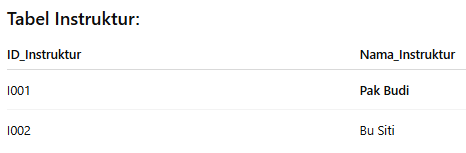 Tabel Instruktur:
ID_Instruktur Nama_Instruktur
I001 Pak Budi
I002 Bu Siti